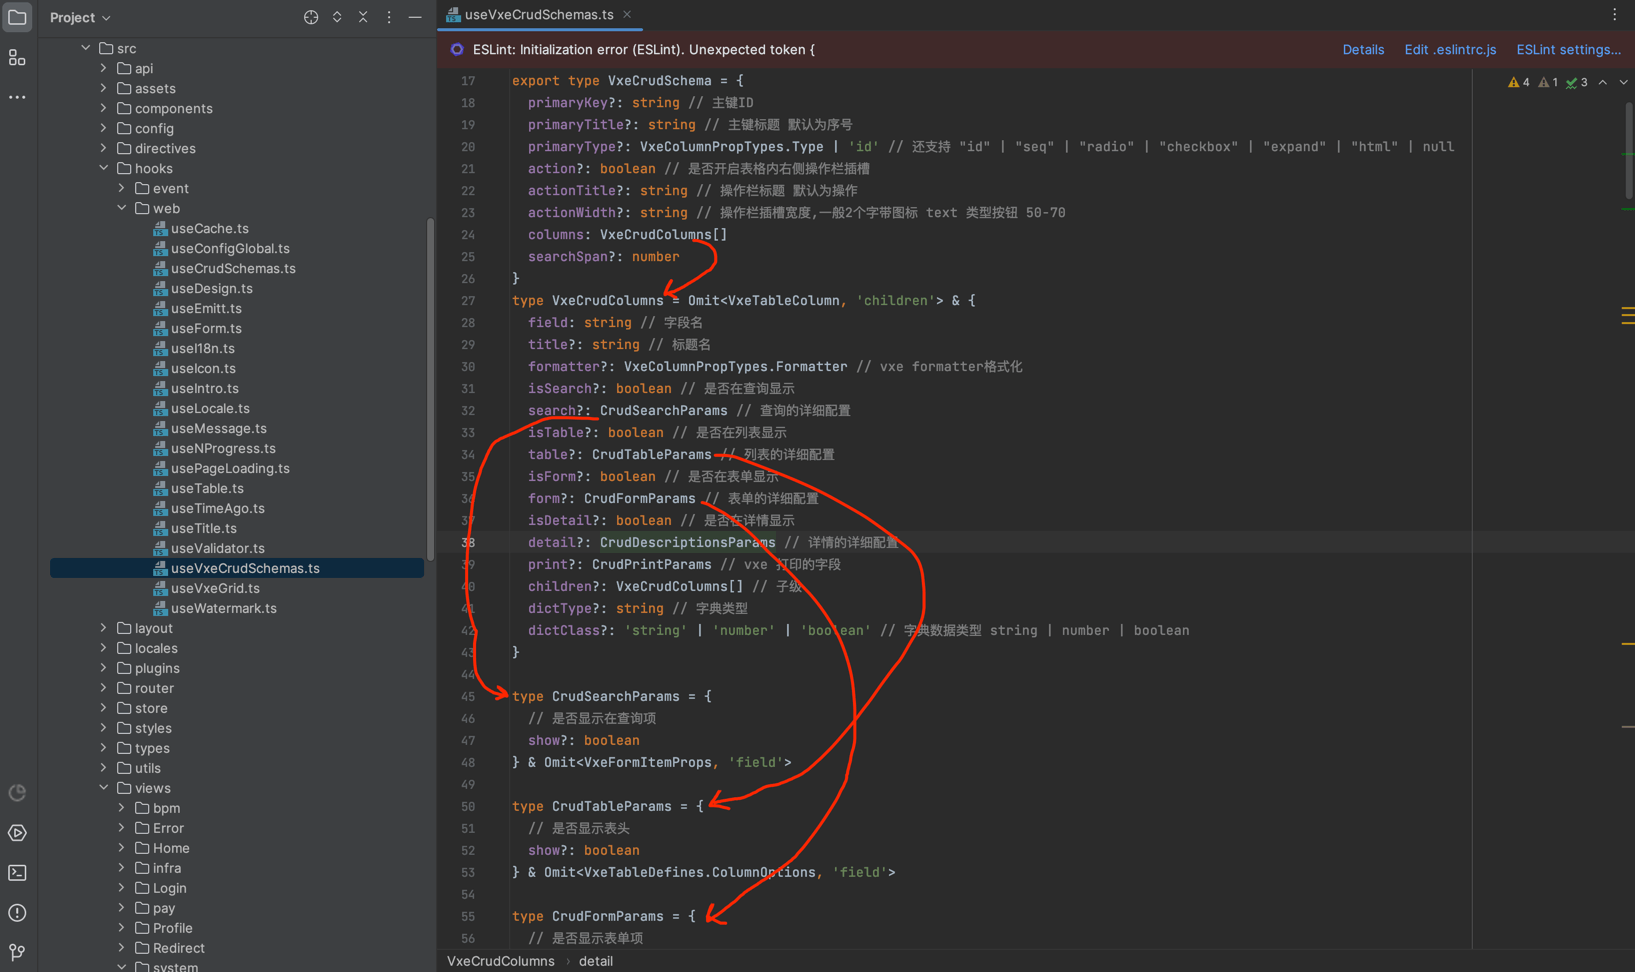 Project
src
api
assets
components
config
directives
hooks
event
web
useCache.ts
useConfigGlobal.ts
useCrudSchemas.ts
useDesign.ts
useEmitt.ts
useForm.ts
useI18n.ts
useIcon.ts
useIntro.ts
useLocale.ts
useMessage.ts
useNProgress.ts
usePageLoading.ts
useTable.ts
useTimeAgo.ts
useTitle.ts
useValidator.ts
useVxeCrudSchemas.ts
useVxeGrid.ts
useWatermark.ts
layout
locales
plugins
router
store
styles
types
utils
views
bpm
Error
Home
infra
Login
pay
Profile
Redirect
system
useVxeCrudSchemas.ts
ESLint: Initialization error (ESLint). Unexpected token { Details Edit .eslintrc.js ESLint settings...
4 1 3
17 export type VxeCrudSchema = {
18 primaryKey?: string // 主键ID
19 primaryTitle?: string // 主键标题 默认为序号
20 primaryType?: VxeColumnPropTypes.Type | 'id' // 还支持 "id" | "seq" | "radio" | "checkbox" | "expand" | "html" | null
21 action?: boolean // 是否开启表格内右侧操作栏插槽
22 actionTitle?: string // 操作栏标题 默认为操作
23 actionWidth?: string // 操作栏插槽宽度,一般2个字带图标 text 类型按钮 50-70
24 columns: VxeCrudColumns[]
25 searchSpan?: number
26 }
27 type VxeCrudColumns = Omit<VxeTableColumn, 'children'> & {
28 field: string // 字段名
29 title?: string // 标题名
30 formatter?: VxeColumnPropTypes.Formatter // vxe formatter格式化
31 isSearch?: boolean // 是否在查询显示
32 search?: CrudSearchParams // 查询的详细配置
33 isTable?: boolean // 是否在列表显示
34 table?: CrudTableParams // 列表的详细配置
35 isForm?: boolean // 是否在表单显示
36 form?: CrudFormParams // 表单的详细配置
37 isDetail?: boolean // 是否在详情显示
38 detail?: CrudDescriptionsParams // 详情的详细配置
39 print?: CrudPrintParams // vxe 打印的字段
40 children?: VxeCrudColumns[] // 子级
41 dictType?: string // 字典类型
42 dictClass?: 'string' | 'number' | 'boolean' // 字典数据类型 string | number | boolean
43 }
44
45 type CrudSearchParams = {
46 // 是否显示在查询项
47 show?: boolean
48 } & Omit<VxeFormItemProps, 'field'>
49
50 type CrudTableParams = {
51 // 是否显示表头
52 show?: boolean
53 } & Omit<VxeTableDefines.ColumnOptions, 'field'>
54
55 type CrudFormParams = {
56 // 是否显示表单项
VxeCrudColumns › detail